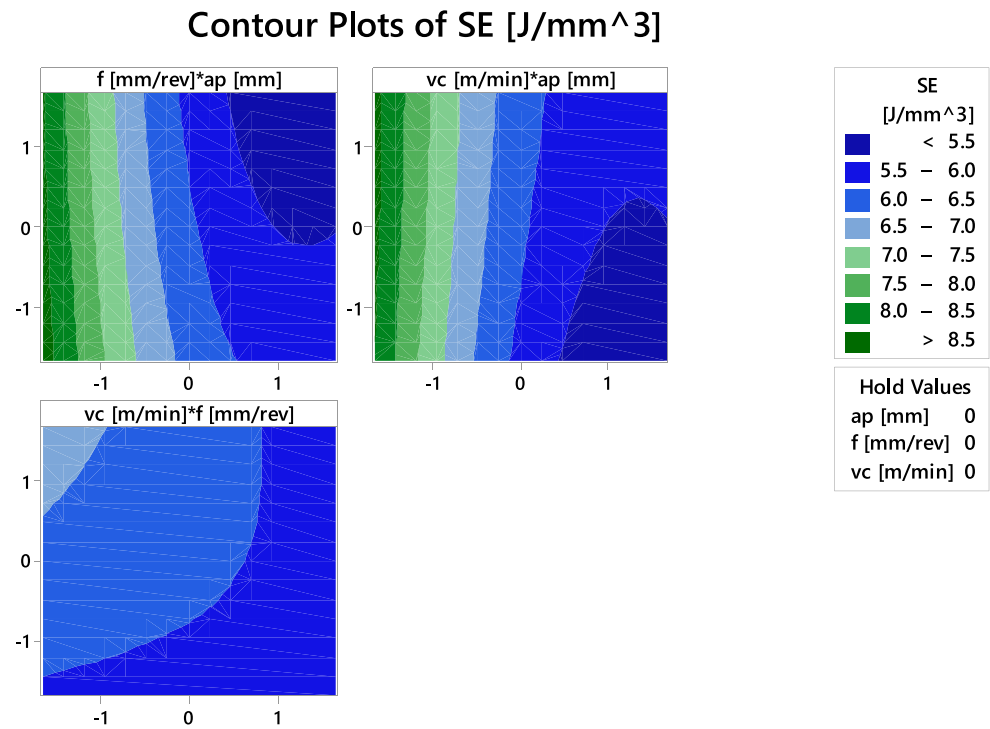 Contour Plots of SE [J/mm^3]
f [mm/rev]*ap [mm]
1
0
-1
-1 0 1
vc [m/min]*ap [mm]
1
0
-1
-1 0 1
vc [m/min]*f [mm/rev]
1
0
-1
-1 0 1
SE
[J/mm^3]
< 5.5
5.5 – 6.0
6.0 – 6.5
6.5 – 7.0
7.0 – 7.5
7.5 – 8.0
8.0 – 8.5
> 8.5
Hold Values
ap [mm] 0
f [mm/rev] 0
vc [m/min] 0